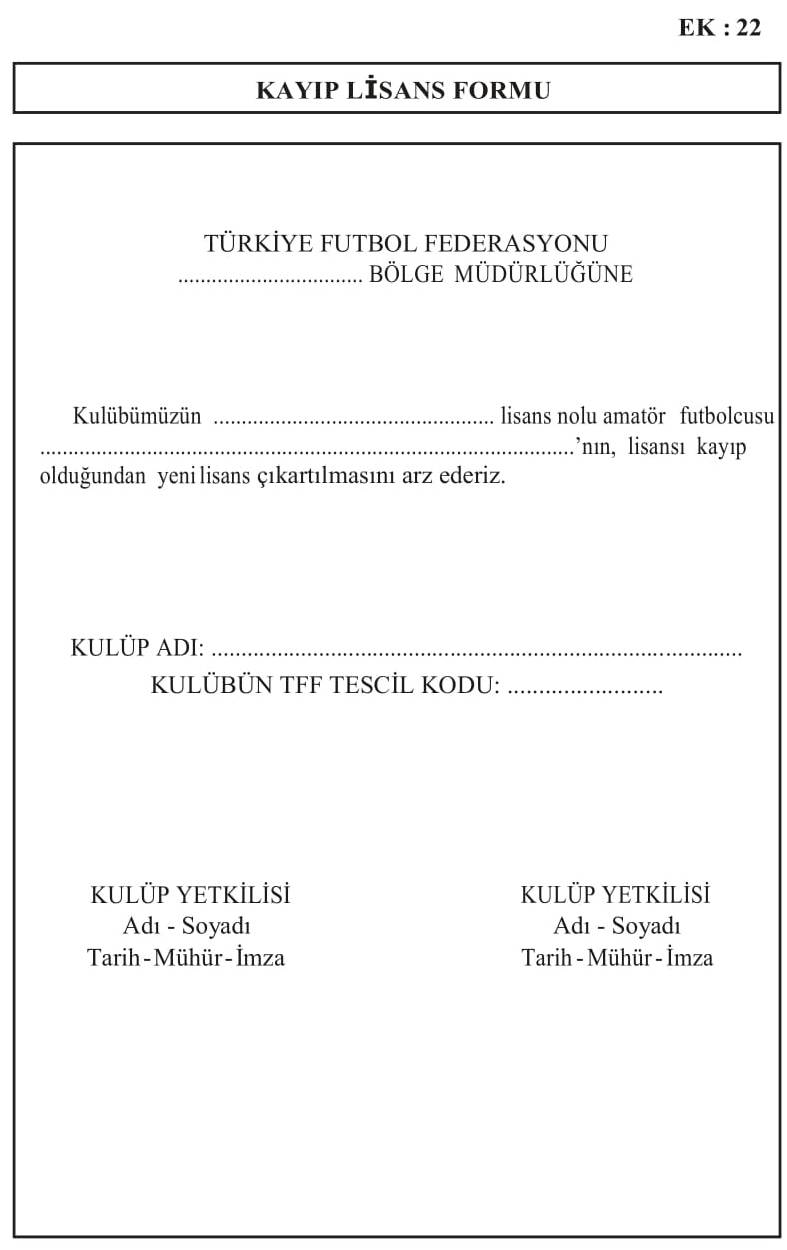 EK : 22
KAYIP LİSANS FORMU
TÜRKİYE FUTBOL FEDERASYONU
................................. BÖLGE MÜDÜRLÜĞÜNE
Kulübümüzün .................................................. lisans nolu amatör futbolcusu
...............................................................................................’nın, lisansı kayıp
olduğundan yeni lisans çıkartılmasını arz ederiz.
KULÜP ADI: .........................................................................................
KULÜBÜN TFF TESCİL KODU: .........................
KULÜP YETKİLİSİ KULÜP YETKİLİSİ
Adı - Soyadı Adı - Soyadı
Tarih-Mühür-İmza Tarih-Mühür-İmza